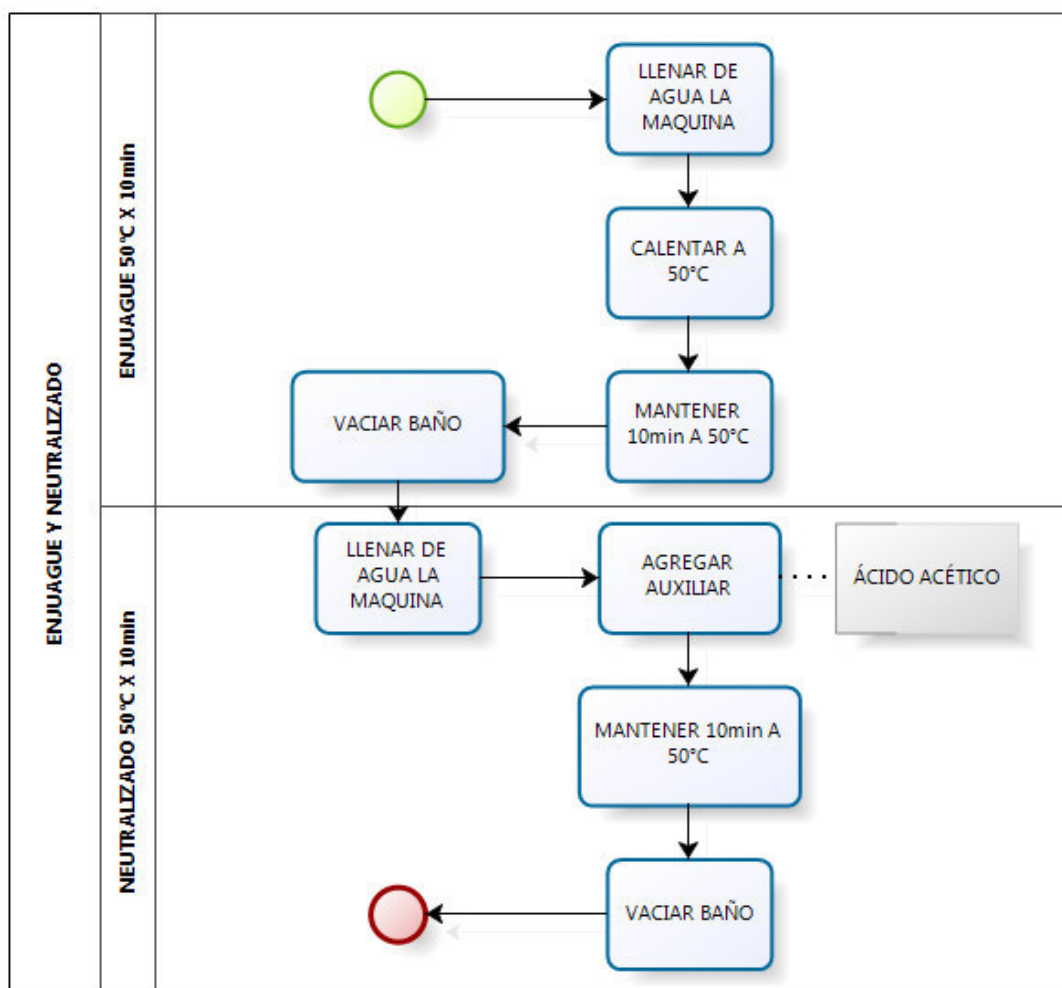 ENJUAGUE Y NEUTRALIZADO
ENJUAGUE 50°C X 10min
LLENAR DE
AGUA LA
MAQUINA
CALENTAR A
50°C
MANTENER
10min A 50°C
VACIAR BAÑO
NEUTRALIZADO 50°C X 10min
LLENAR DE
AGUA LA
MAQUINA
AGREGAR
AUXILIAR
ÁCIDO ACÉTICO
MANTENER 10min A
50°C
VACIAR BAÑO